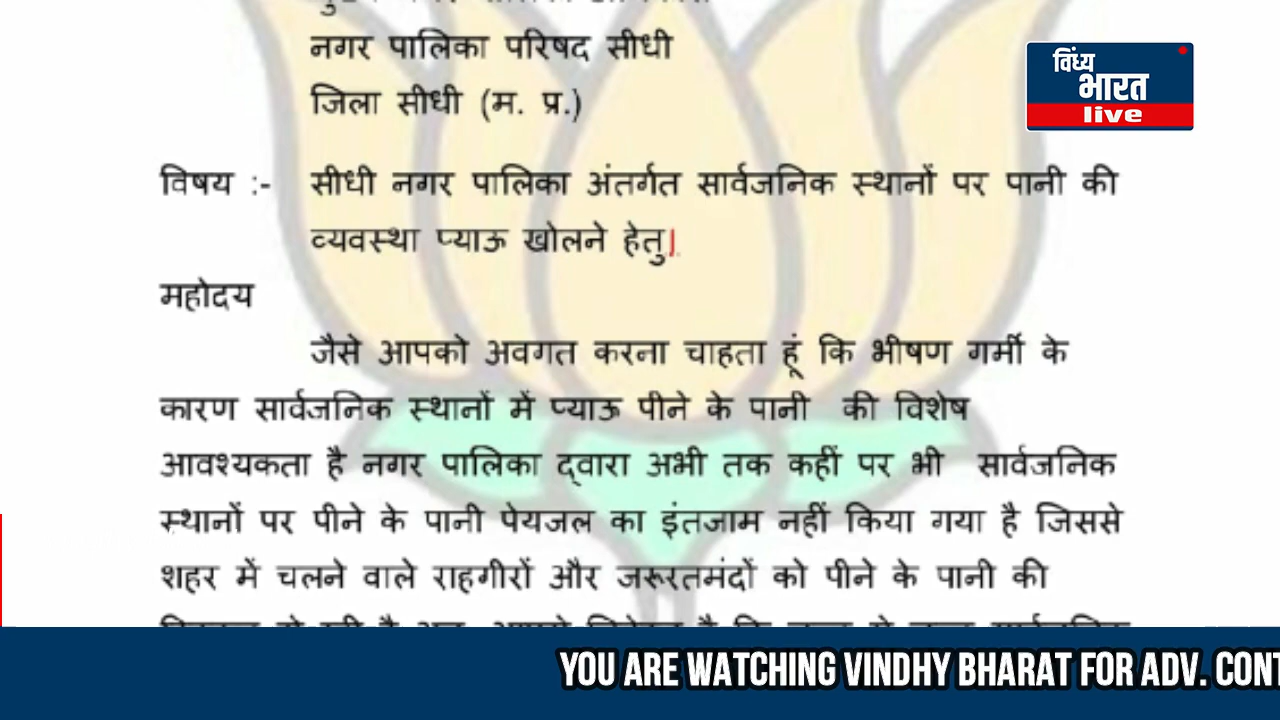 नगर पालिका परिषद सीधी
जिला सीधी (म. प्र.)
विंध्य
भारत
live
विषय :- सीधी नगर पालिका अंतर्गत सार्वजनिक स्थानों पर पानी की
व्यवस्था प्याऊ खोलने हेतु।
महोदय
जैसे आपको अवगत करना चाहता हूं कि भीषण गर्मी के
कारण सार्वजनिक स्थानों में प्याऊ पीने के पानी की विशेष
आवश्यकता है नगर पालिका द्वारा अभी तक कहीं पर भी सार्वजनिक
स्थानों पर पीने के पानी पेयजल का इंतजाम नहीं किया गया है जिससे
शहर में चलने वाले राहगीरों और जरूरतमंदों को पीने के पानी की
YOU ARE WATCHING VINDHY BHARAT FOR ADV. CONT